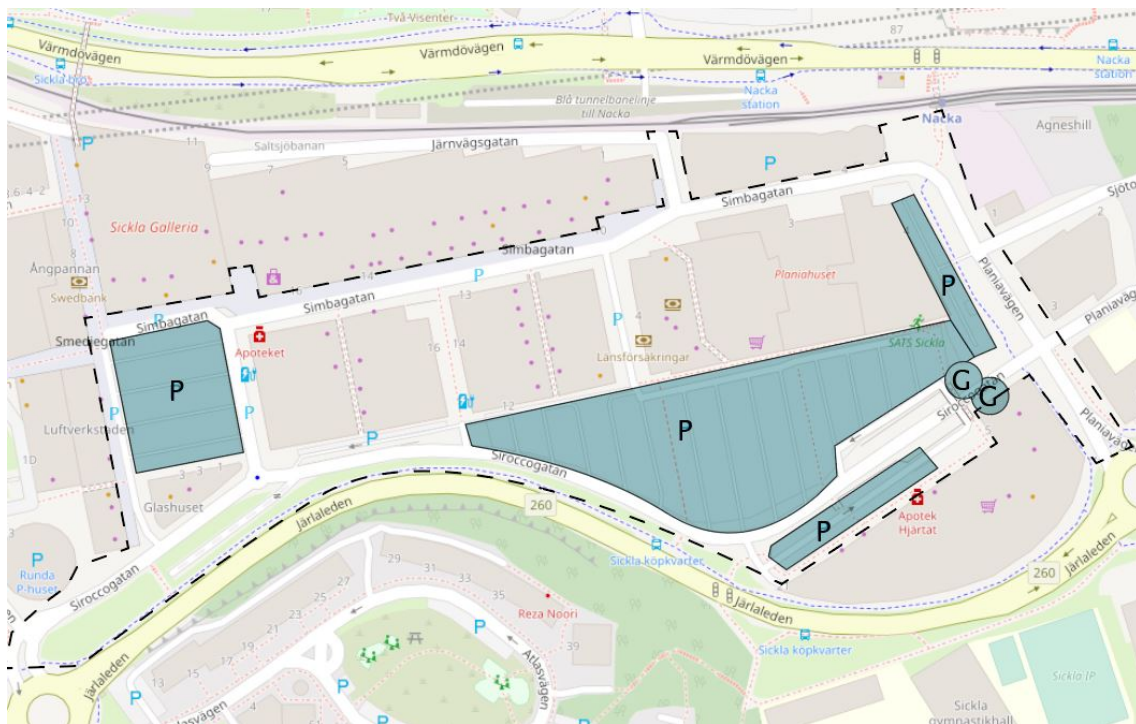 Två Visenter
87
Värmdövägen
Värmdövägen
Värmdövägen
Sickla bro
Nacka
station
Nacka
station
Blå tunnelbanelinje
till Nacka
Nacka
Agneshill
P
Saltsjöbanan
Järnvägsgatan
P
11
9
7
5
1
13
10
8
4
2
Simbagatan
Sickla Galleria
Simbagatan
Ångpannan
Swedbank
Simbagatan
14
P
13
3
Planiahuset
P
Planiavägen
Planiavägen
3
Simbagatan
Smedjegatan
P
Apoteket
16
14
4
Länsförsäkringar
SATS Sickla
P
P
P
12
P
P
G
G
Siroccogatan
Planiavägen
Luftverkstaden
1D
Glashuset
3
3
1
Siroccogatan
Järlaleden
260
P
Apotek
Hjärtat
Runda
P-huset
P
Siroccogatan
Sickla köpkvarter
Järlaleden
260
Järlaleden
29
31
33
35
27
25
23
21
19
17
15
13
Reza Noori
P
39
Atlasvägen
Sickla köpkvarter
Järlaleden
P
P
P
Atlasvägen
Sickla
gymnastikhall
Sickla IP